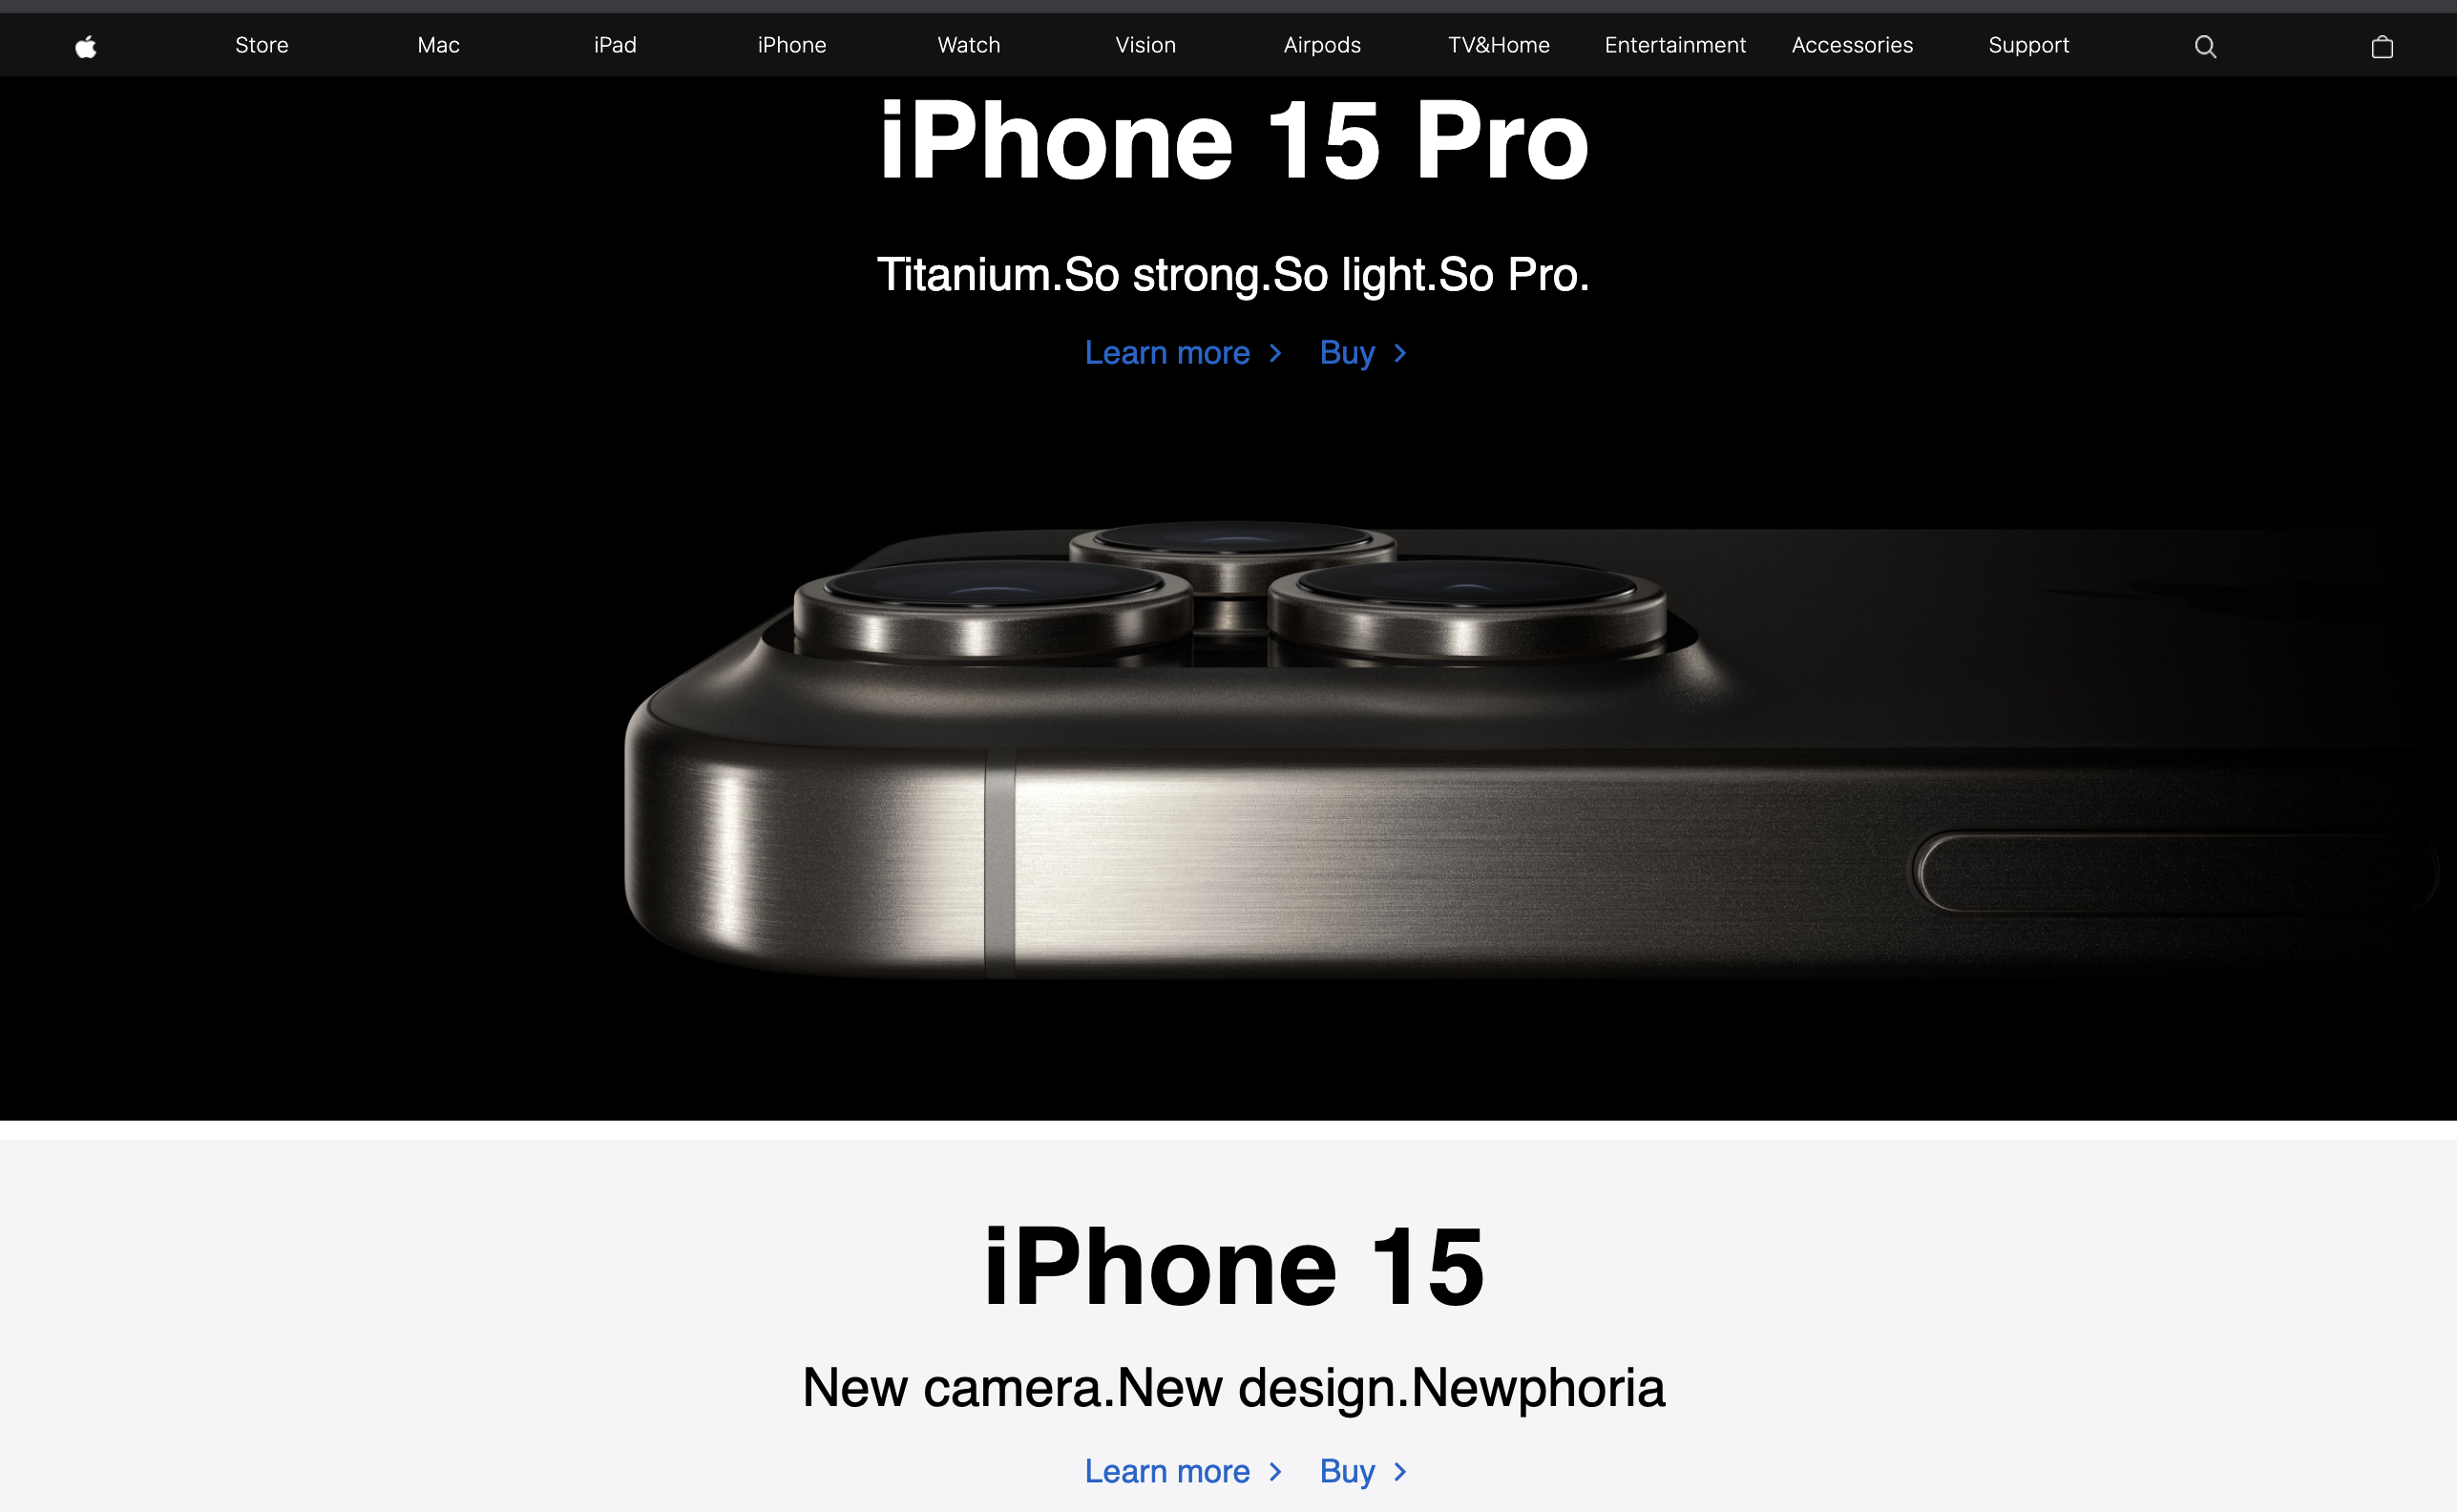 Store Mac iPad iPhone Watch Vision Airpods TV&Home Entertainment Accessories Support
iPhone 15 Pro
Titanium.So strong.So light.So Pro.
Learn more > Buy >
iPhone 15
New camera.New design.Newphoria
Learn more > Buy >